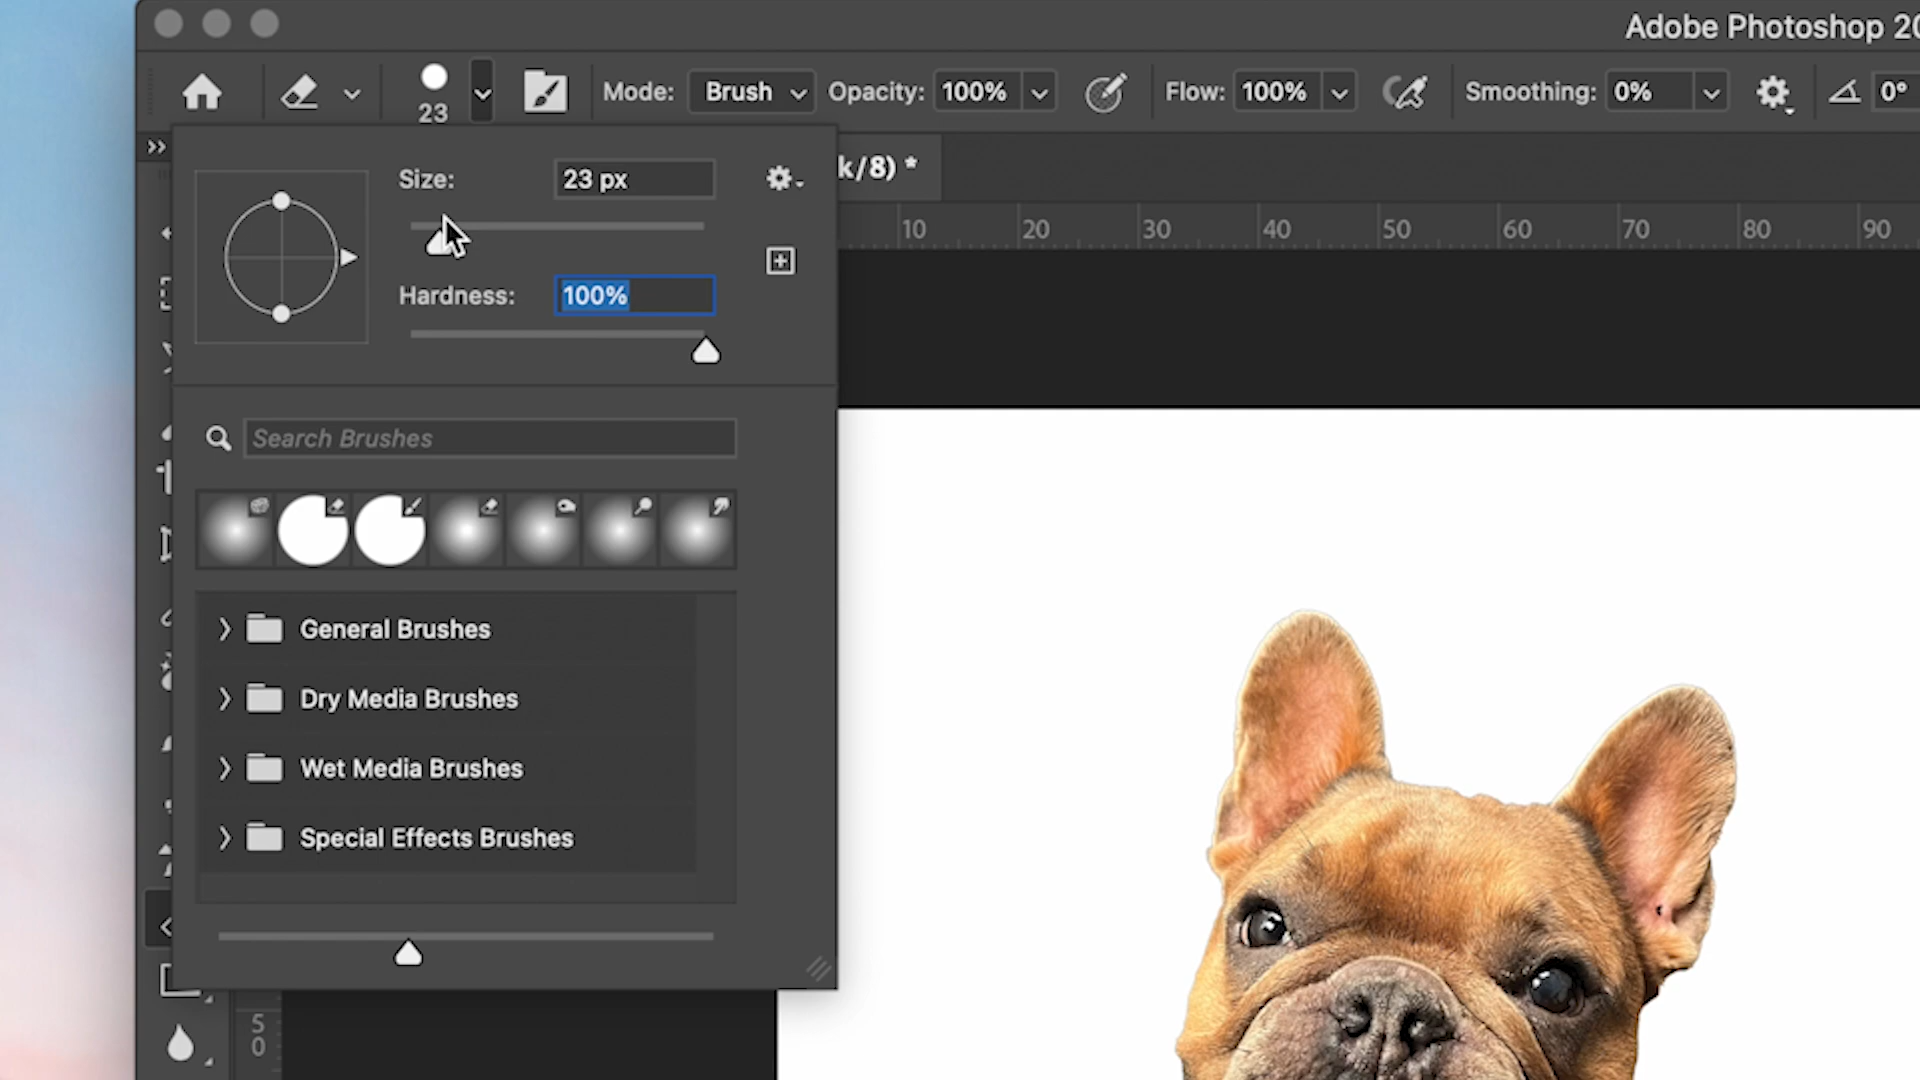 Adobe Photoshop 20
23
Mode: Brush Opacity: 100% Flow: 100% Smoothing: 0% 0°
k/8) *
Size: 23 px
10 20 30 40 50 60 70 80 90
Hardness: 100%
Search Brushes
General Brushes
Dry Media Brushes
Wet Media Brushes
Special Effects Brushes
5
0